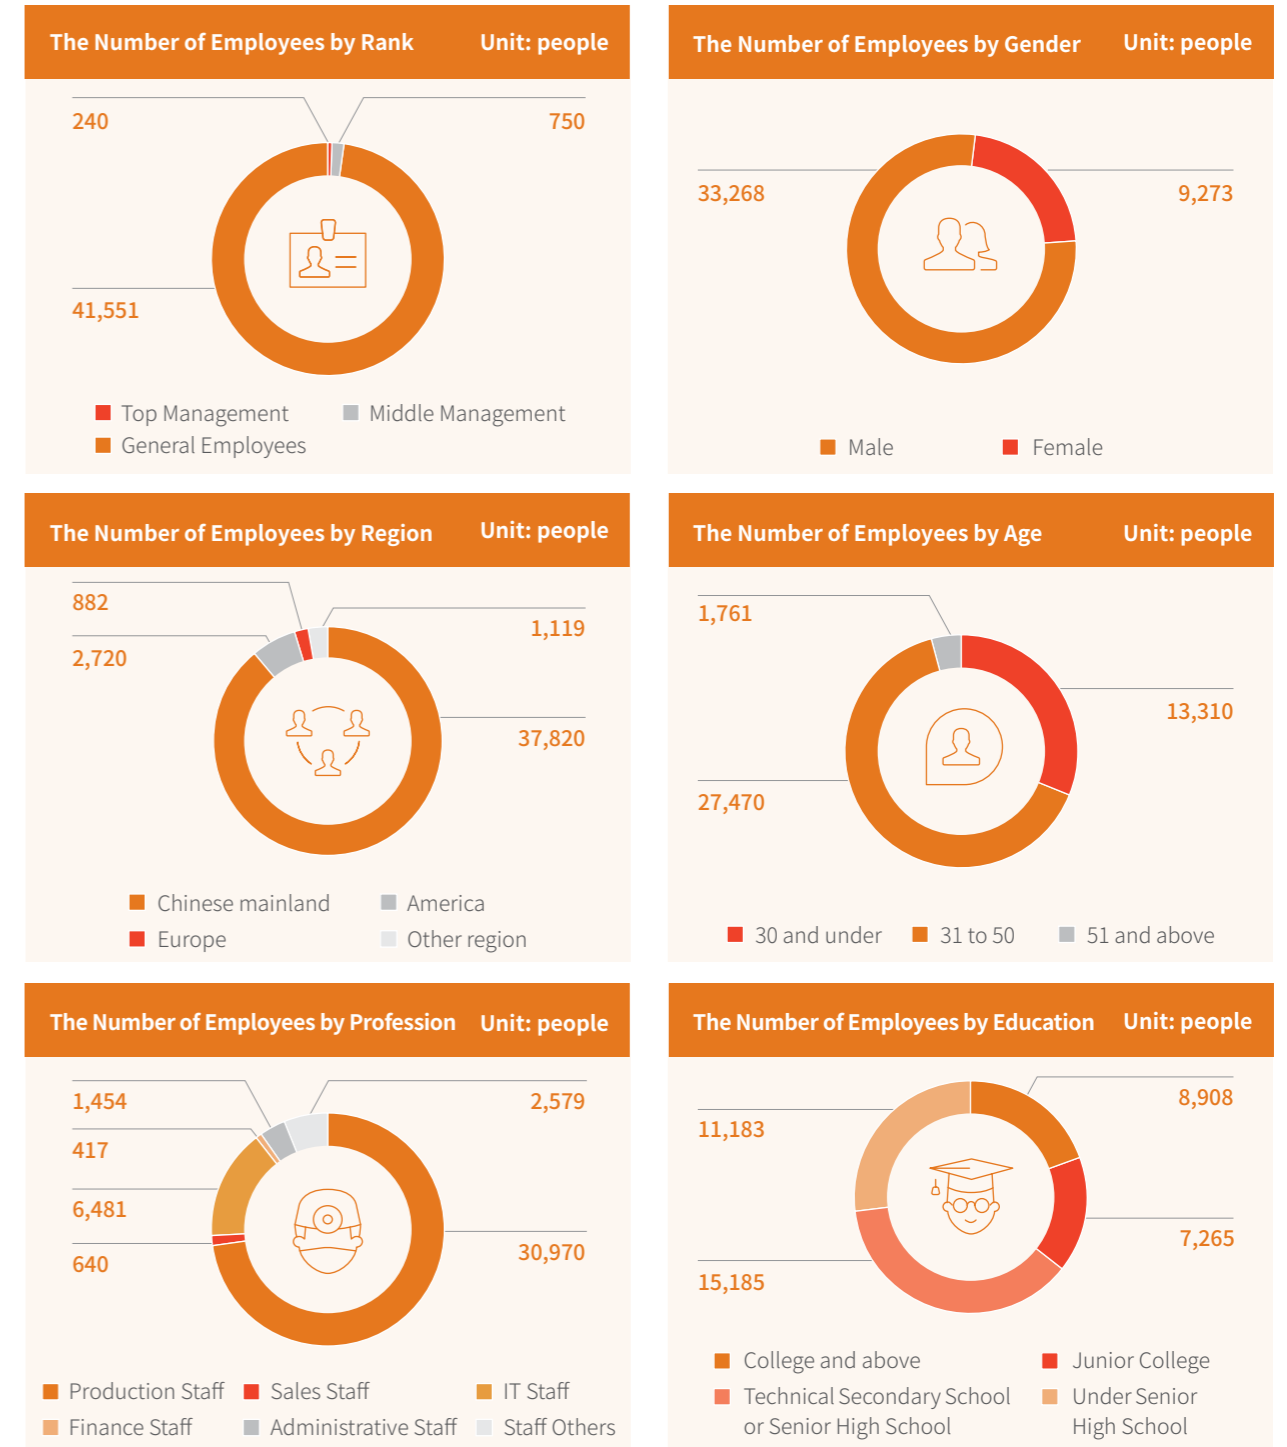 The Number of Employees by Rank Unit: people
240
750
41,551
Top Management
Middle Management
General Employees
The Number of Employees by Gender Unit: people
33,268
9,273
Male
Female
The Number of Employees by Region Unit: people
882
1,119
2,720
37,820
Chinese mainland
America
Europe
Other region
The Number of Employees by Age Unit: people
1,761
13,310
27,470
30 and under
31 to 50
51 and above
The Number of Employees by Profession Unit: people
1,454
2,579
417
6,481
30,970
640
Production Staff
Sales Staff
IT Staff
Finance Staff
Administrative Staff
Staff Others
The Number of Employees by Education Unit: people
8,908
11,183
7,265
15,185
College and above
Junior College
Technical Secondary School
or Senior High School
Under Senior
High School